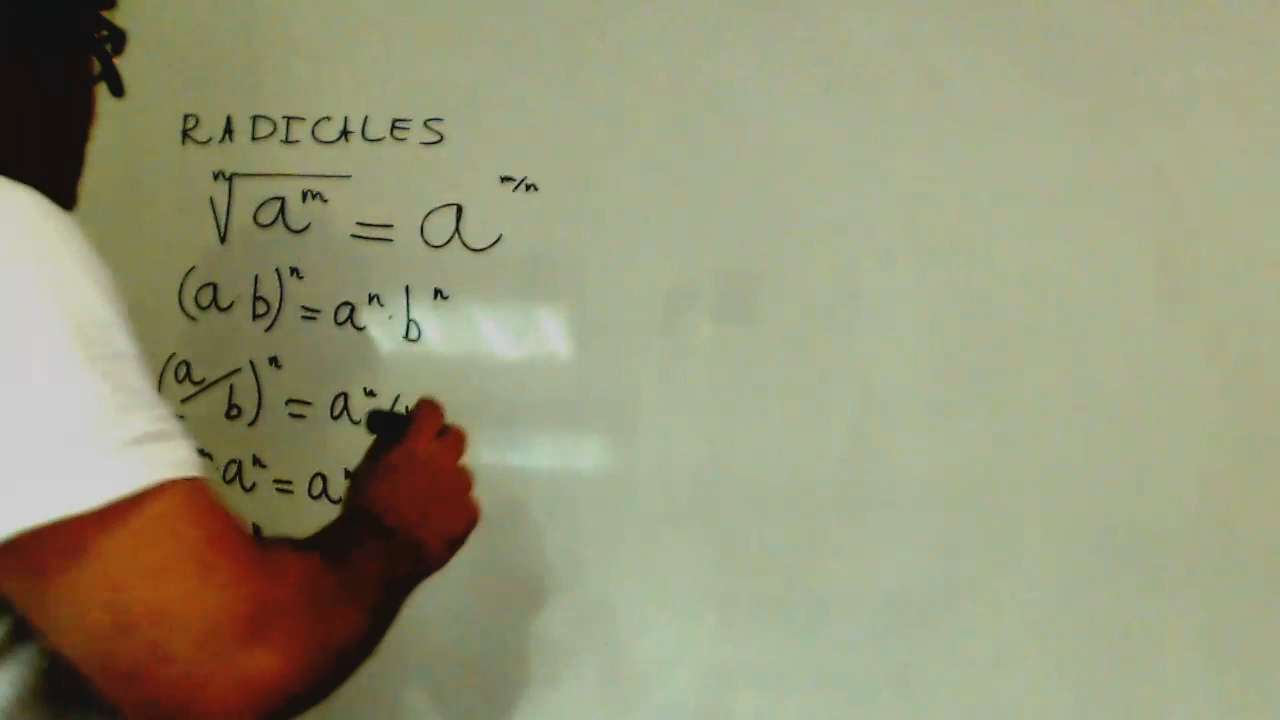 RADICALES
ⁿ√aᵐ = a^(m/n)
(a b)ⁿ = aⁿ · bⁿ
(a/b)ⁿ = aⁿ/
aⁿ = a